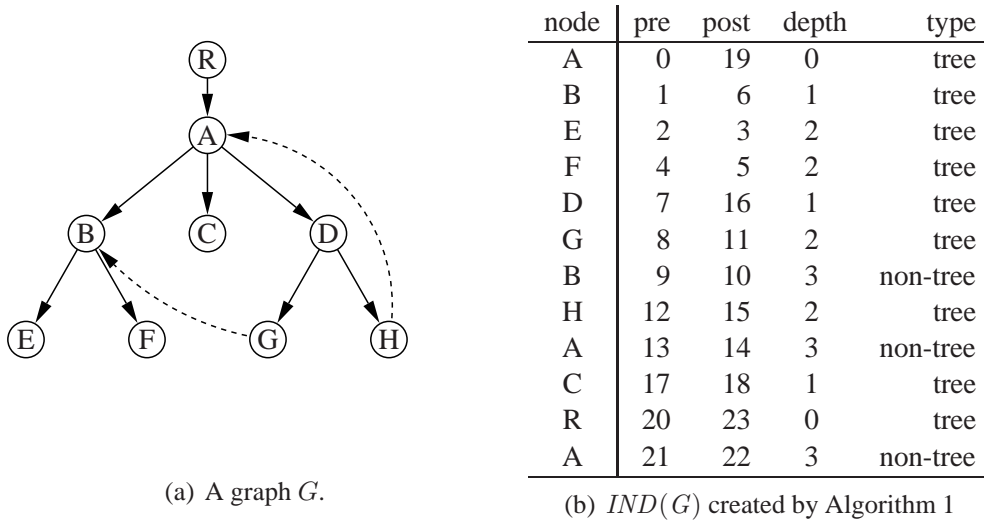 R
A
B
C
D
E
F
G
H
(a) A graph G.
node pre post depth type
A 0 19 0 tree
B 1 6 1 tree
E 2 3 2 tree
F 4 5 2 tree
D 7 16 1 tree
G 8 11 2 tree
B 9 10 3 non-tree
H 12 15 2 tree
A 13 14 3 non-tree
C 17 18 1 tree
R 20 23 0 tree
A 21 22 3 non-tree
(b) IND(G) created by Algorithm 1